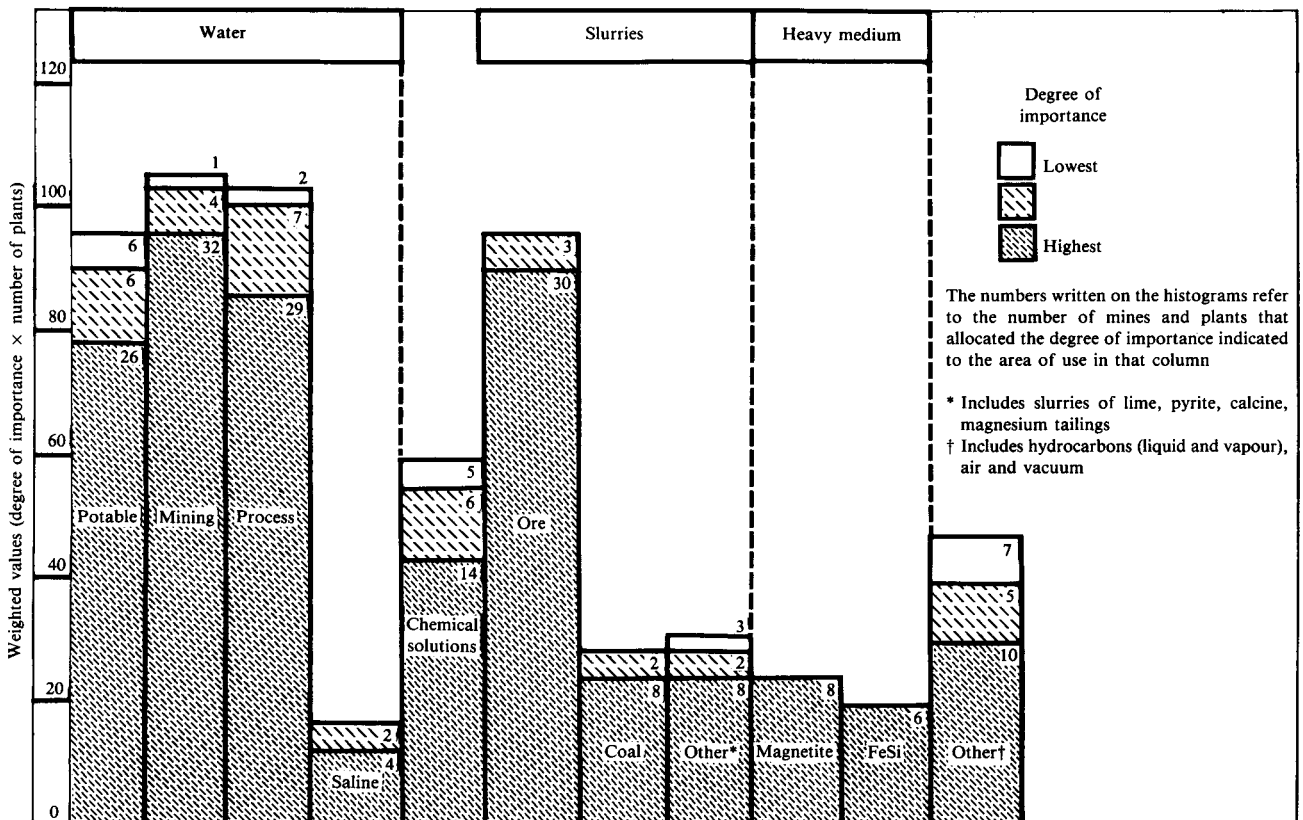 Water
Slurries
Heavy medium
Weighted values (degree of importance × number of plants)
120
100
80
60
40
20
0
6
6
26
Potable
1
4
32
Mining
2
7
29
Process
2
4
Saline
5
6
14
Chemical
solutions
3
30
Ore
2
8
Coal
3
2
8
Other*
8
Magnetite
6
FeSi
7
5
10
Other†
Degree of
importance
Lowest
Highest
The numbers written on the histograms refer
to the number of mines and plants that
allocated the degree of importance indicated
to the area of use in that column
* Includes slurries of lime, pyrite, calcine,
magnesium tailings
† Includes hydrocarbons (liquid and vapour),
air and vacuum